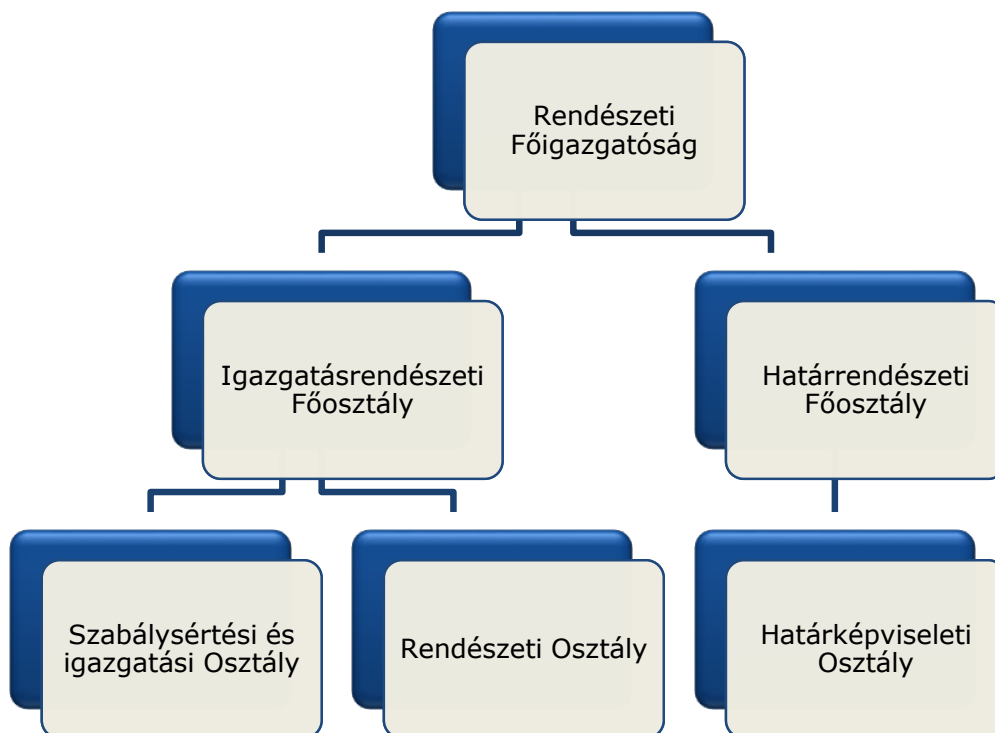 Rendészeti
Főigazgatóság
Igazgatásrendészeti
Főosztály
Határrendészeti
Főosztály
Szabálysértési és
igazgatási Osztály
Rendészeti Osztály
Határképviseleti
Osztály